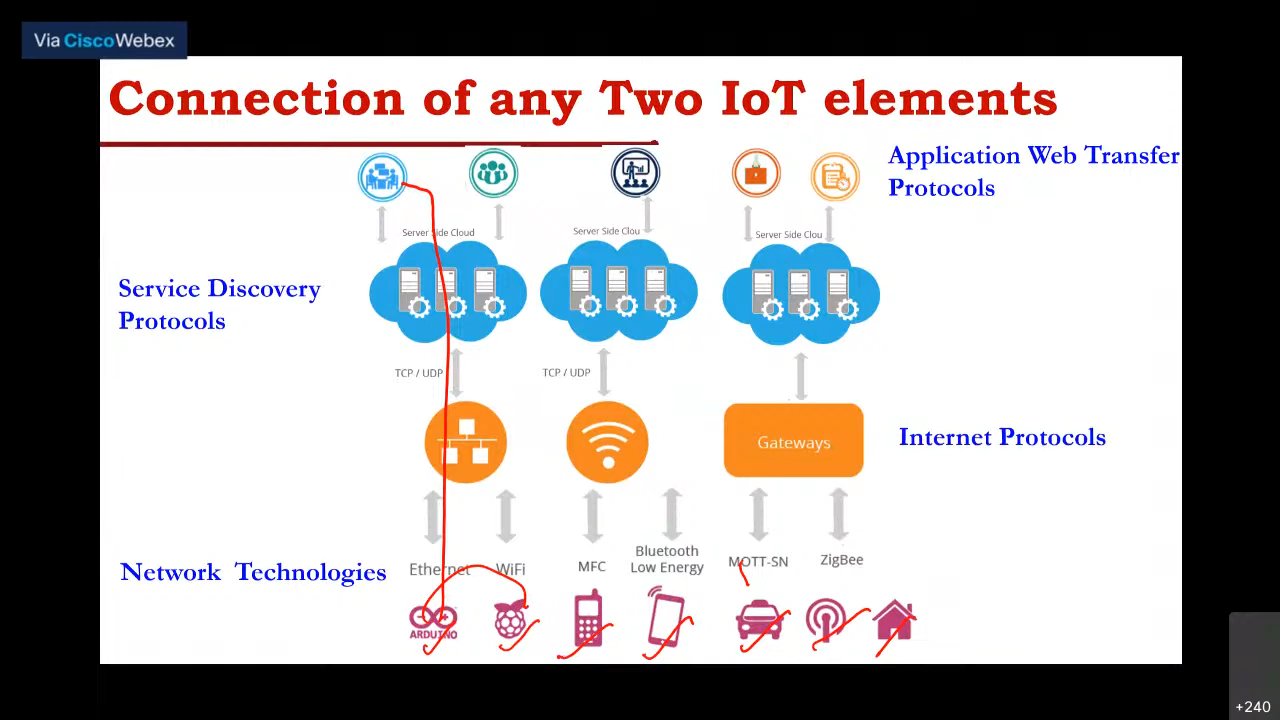 Via CiscoWebex
Connection of any Two IoT elements
Application Web Transfer
Protocols
Server Side Cloud
Server Side Clou
Server Side Clou
Service Discovery
Protocols
TCP / UDP
TCP / UDP
Gateways
Internet Protocols
Network Technologies
Ethernet
WiFi
MFC
Bluetooth
Low Energy
MOTT-SN
ZigBee
ARDUINO
+240